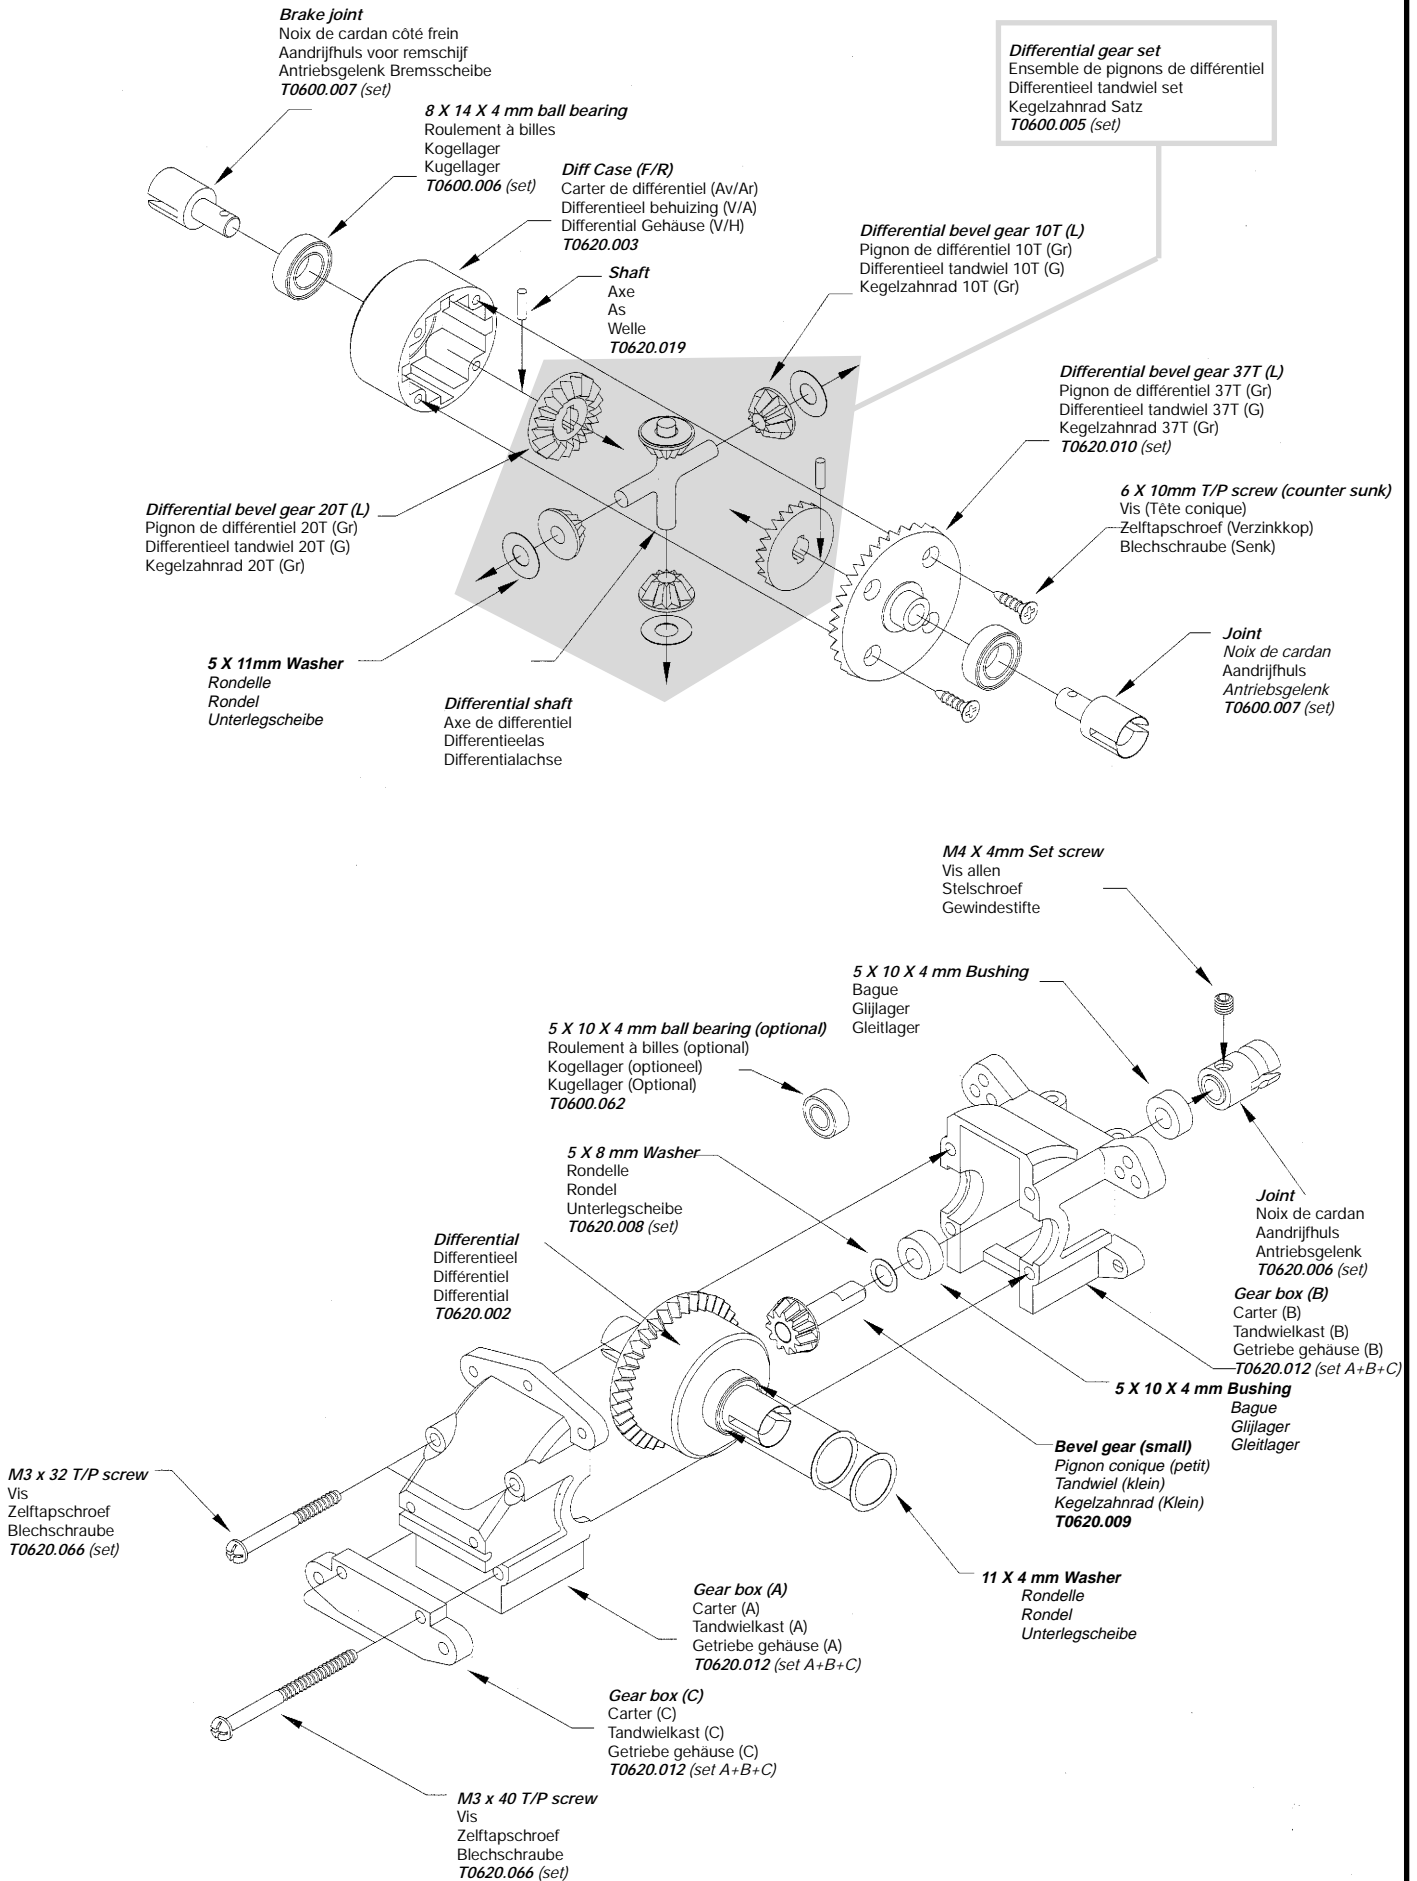 Brake joint
Noix de cardan côté frein
Aandrijfhuls voor remschijf
Antriebsgelenk Bremsscheibe
T0600.007 (set)
8 X 14 X 4 mm ball bearing
Roulement à billes
Kogellager
Kugellager
T0600.006 (set)
Diff Case (F/R)
Carter de différentiel (Av/Ar)
Differentieel behuizing (V/A)
Differential Gehäuse (V/H)
T0620.003
Shaft
Axe
As
Welle
T0620.019
Differential gear set
Ensemble de pignons de différentiel
Differentieel tandwiel set
Kegelzahnrad Satz
T0600.005 (set)
Differential bevel gear 10T (L)
Pignon de différentiel 10T (Gr)
Differentieel tandwiel 10T (G)
Kegelzahnrad 10T (Gr)
Differential bevel gear 37T (L)
Pignon de différentiel 37T (Gr)
Differentieel tandwiel 37T (G)
Kegelzahnrad 37T (Gr)
T0620.010 (set)
6 X 10mm T/P screw (counter sunk)
Vis (Tète conique)
Zelftapschroef (Verzinkkop)
Blechschraube (Senk)
Differential bevel gear 20T (L)
Pignon de différentiel 20T (Gr)
Differentieel tandwiel 20T (G)
Kegelzahnrad 20T (Gr)
5 X 11mm Washer
Rondelle
Rondel
Unterlegscheibe
Differential shaft
Axe de differentiel
Differentieelas
Differentialachse
Joint
Noix de cardan
Aandrijfhuls
Antriebsgelenk
T0600.007 (set)
M4 X 4mm Set screw
Vis allen
Stelschroef
Gewindestifte
5 X 10 X 4 mm Bushing
Bague
Glijlager
Gleitlager
5 X 10 X 4 mm ball bearing (optional)
Roulement à billes (optional)
Kogellager (optioneel)
Kugellager (Optional)
T0600.062
5 X 8 mm Washer
Rondelle
Rondel
Unterlegscheibe
T0620.008 (set)
Differential
Differentieel
Différentiel
Differential
T0620.002
Joint
Noix de cardan
Aandrijfhuls
Antriebsgelenk
T0620.006 (set)
Gear box (B)
Carter (B)
Tandwielkast (B)
Getriebe gehäuse (B)
T0620.012 (set A+B+C)
5 X 10 X 4 mm Bushing
Bague
Glijlager
Gleitlager
Bevel gear (small)
Pignon conique (petit)
Tandwiel (klein)
Kegelzahnrad (Klein)
T0620.009
M3 x 32 T/P screw
Vis
Zelftapschroef
Blechschraube
T0620.066 (set)
11 X 4 mm Washer
Rondelle
Rondel
Unterlegscheibe
Gear box (A)
Carter (A)
Tandwielkast (A)
Getriebe gehäuse (A)
T0620.012 (set A+B+C)
Gear box (C)
Carter (C)
Tandwielkast (C)
Getriebe gehäuse (C)
T0620.012 (set A+B+C)
M3 x 40 T/P screw
Vis
Zelftapschroef
Blechschraube
T0620.066 (set)